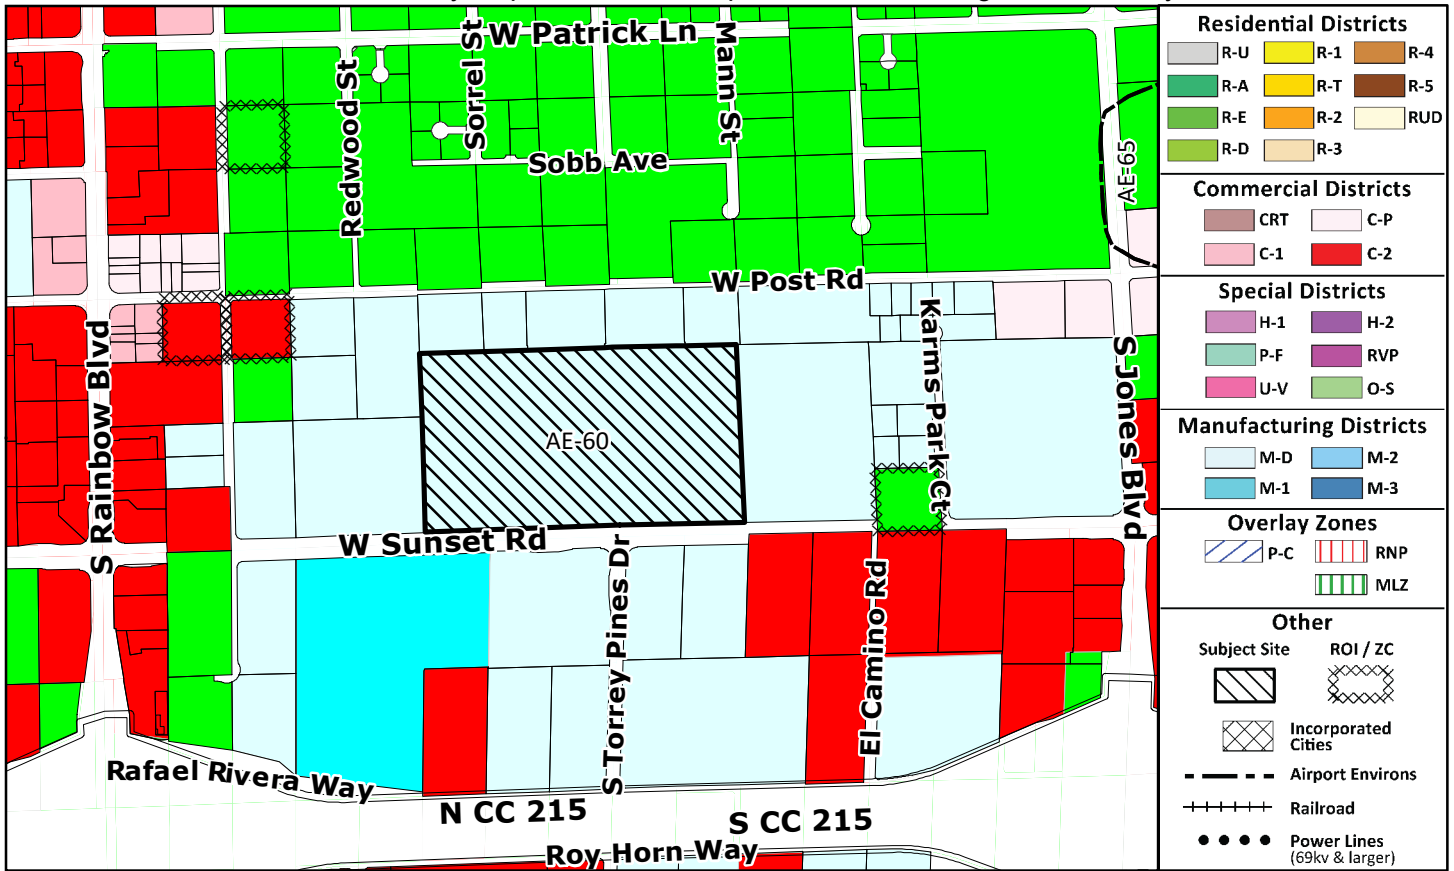 W Patrick Ln
Redwood St
Sorrel St
Mann St
Sobb Ave
AE-65
W Post Rd
S Rainbow Blvd
Karms Park Ct
S Jones Blvd
AE-60
W Sunset Rd
S Torrey Pines Dr
El Camino Rd
Rafael Rivera Way
N CC 215
S CC 215
Roy Horn Way
Residential Districts
R-U R-1 R-4
R-A R-T R-5
R-E R-2 RUD
R-D R-3
Commercial Districts
CRT C-P
C-1 C-2
Special Districts
H-1 H-2
P-F RVP
U-V O-S
Manufacturing Districts
M-D M-2
M-1 M-3
Overlay Zones
P-C RNP
MLZ
Other
Subject Site ROI / ZC
Incorporated
Cities
Airport Environs
Railroad
Power Lines
(69kv & larger)